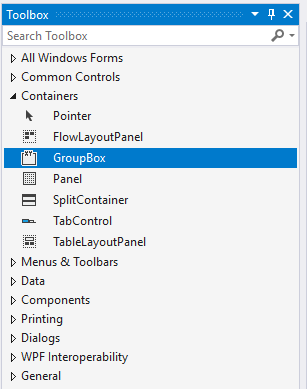 Toolbox
Search Toolbox
All Windows Forms
Common Controls
Containers
Pointer
FlowLayoutPanel
XY
GroupBox
Panel
SplitContainer
TabControl
TableLayoutPanel
Menus & Toolbars
Data
Components
Printing
Dialogs
WPF Interoperability
General